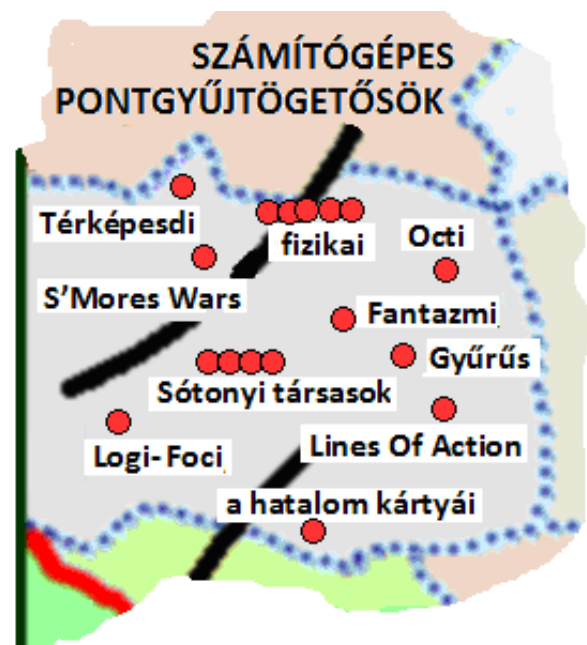 SZÁMÍTÓGÉPES
PONTGYŰJTÖGETŐSÖK
Térképesdi
fizikai
Octi
S'Mores Wars
Fantazmi
Gyűrűs
Sótonyi társasok
Logi-Foci
Lines Of Action
a hatalom kártyái